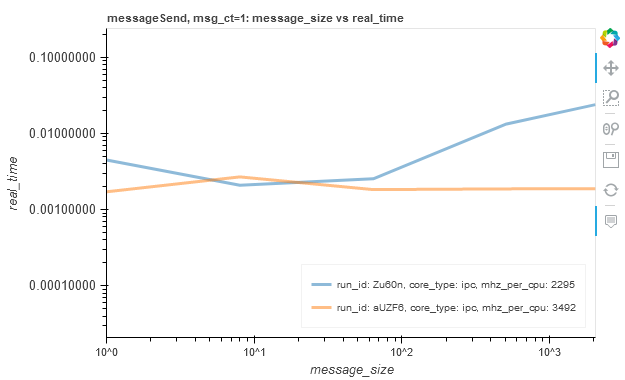 messageSend, msg_ct=1: message_size vs real_time
0.10000000
0.01000000
0.00100000
0.00010000
real_time
run_id: Zu60n, core_type: ipc, mhz_per_cpu: 2295
run_id: aUZF6, core_type: ipc, mhz_per_cpu: 3492
10^0
10^1
10^2
10^3
message_size